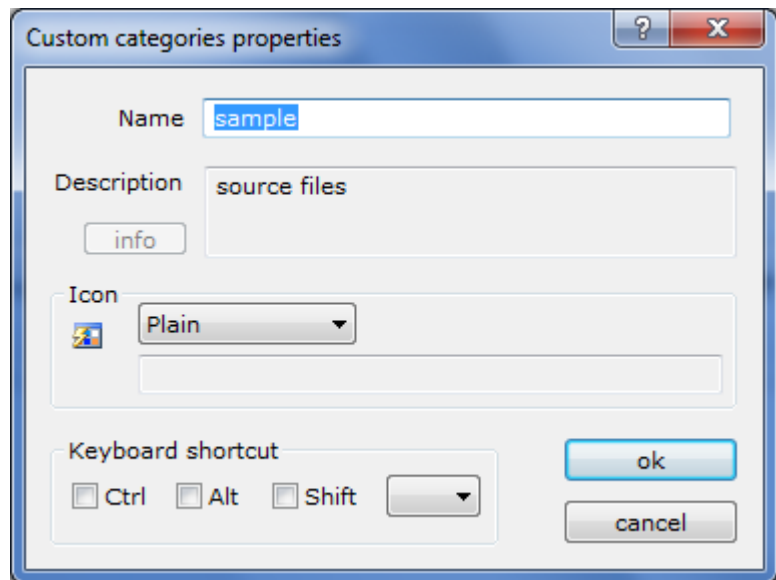 Custom categories properties
Name sample
Description source files
info
Icon
Plain
Keyboard shortcut
Ctrl Alt Shift
ok
cancel